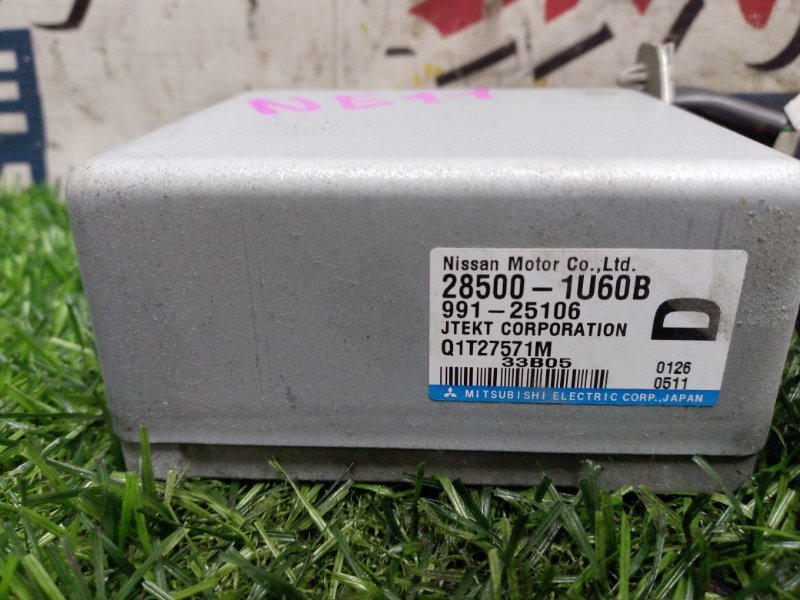 NE11
Nissan Motor Co.,Ltd.
28500-1U60B
991-25106
D
JTEKT CORPORATION
Q1T27571M
33B05
0126
0511
MITSUBISHI ELECTRIC CORP.,JAPAN